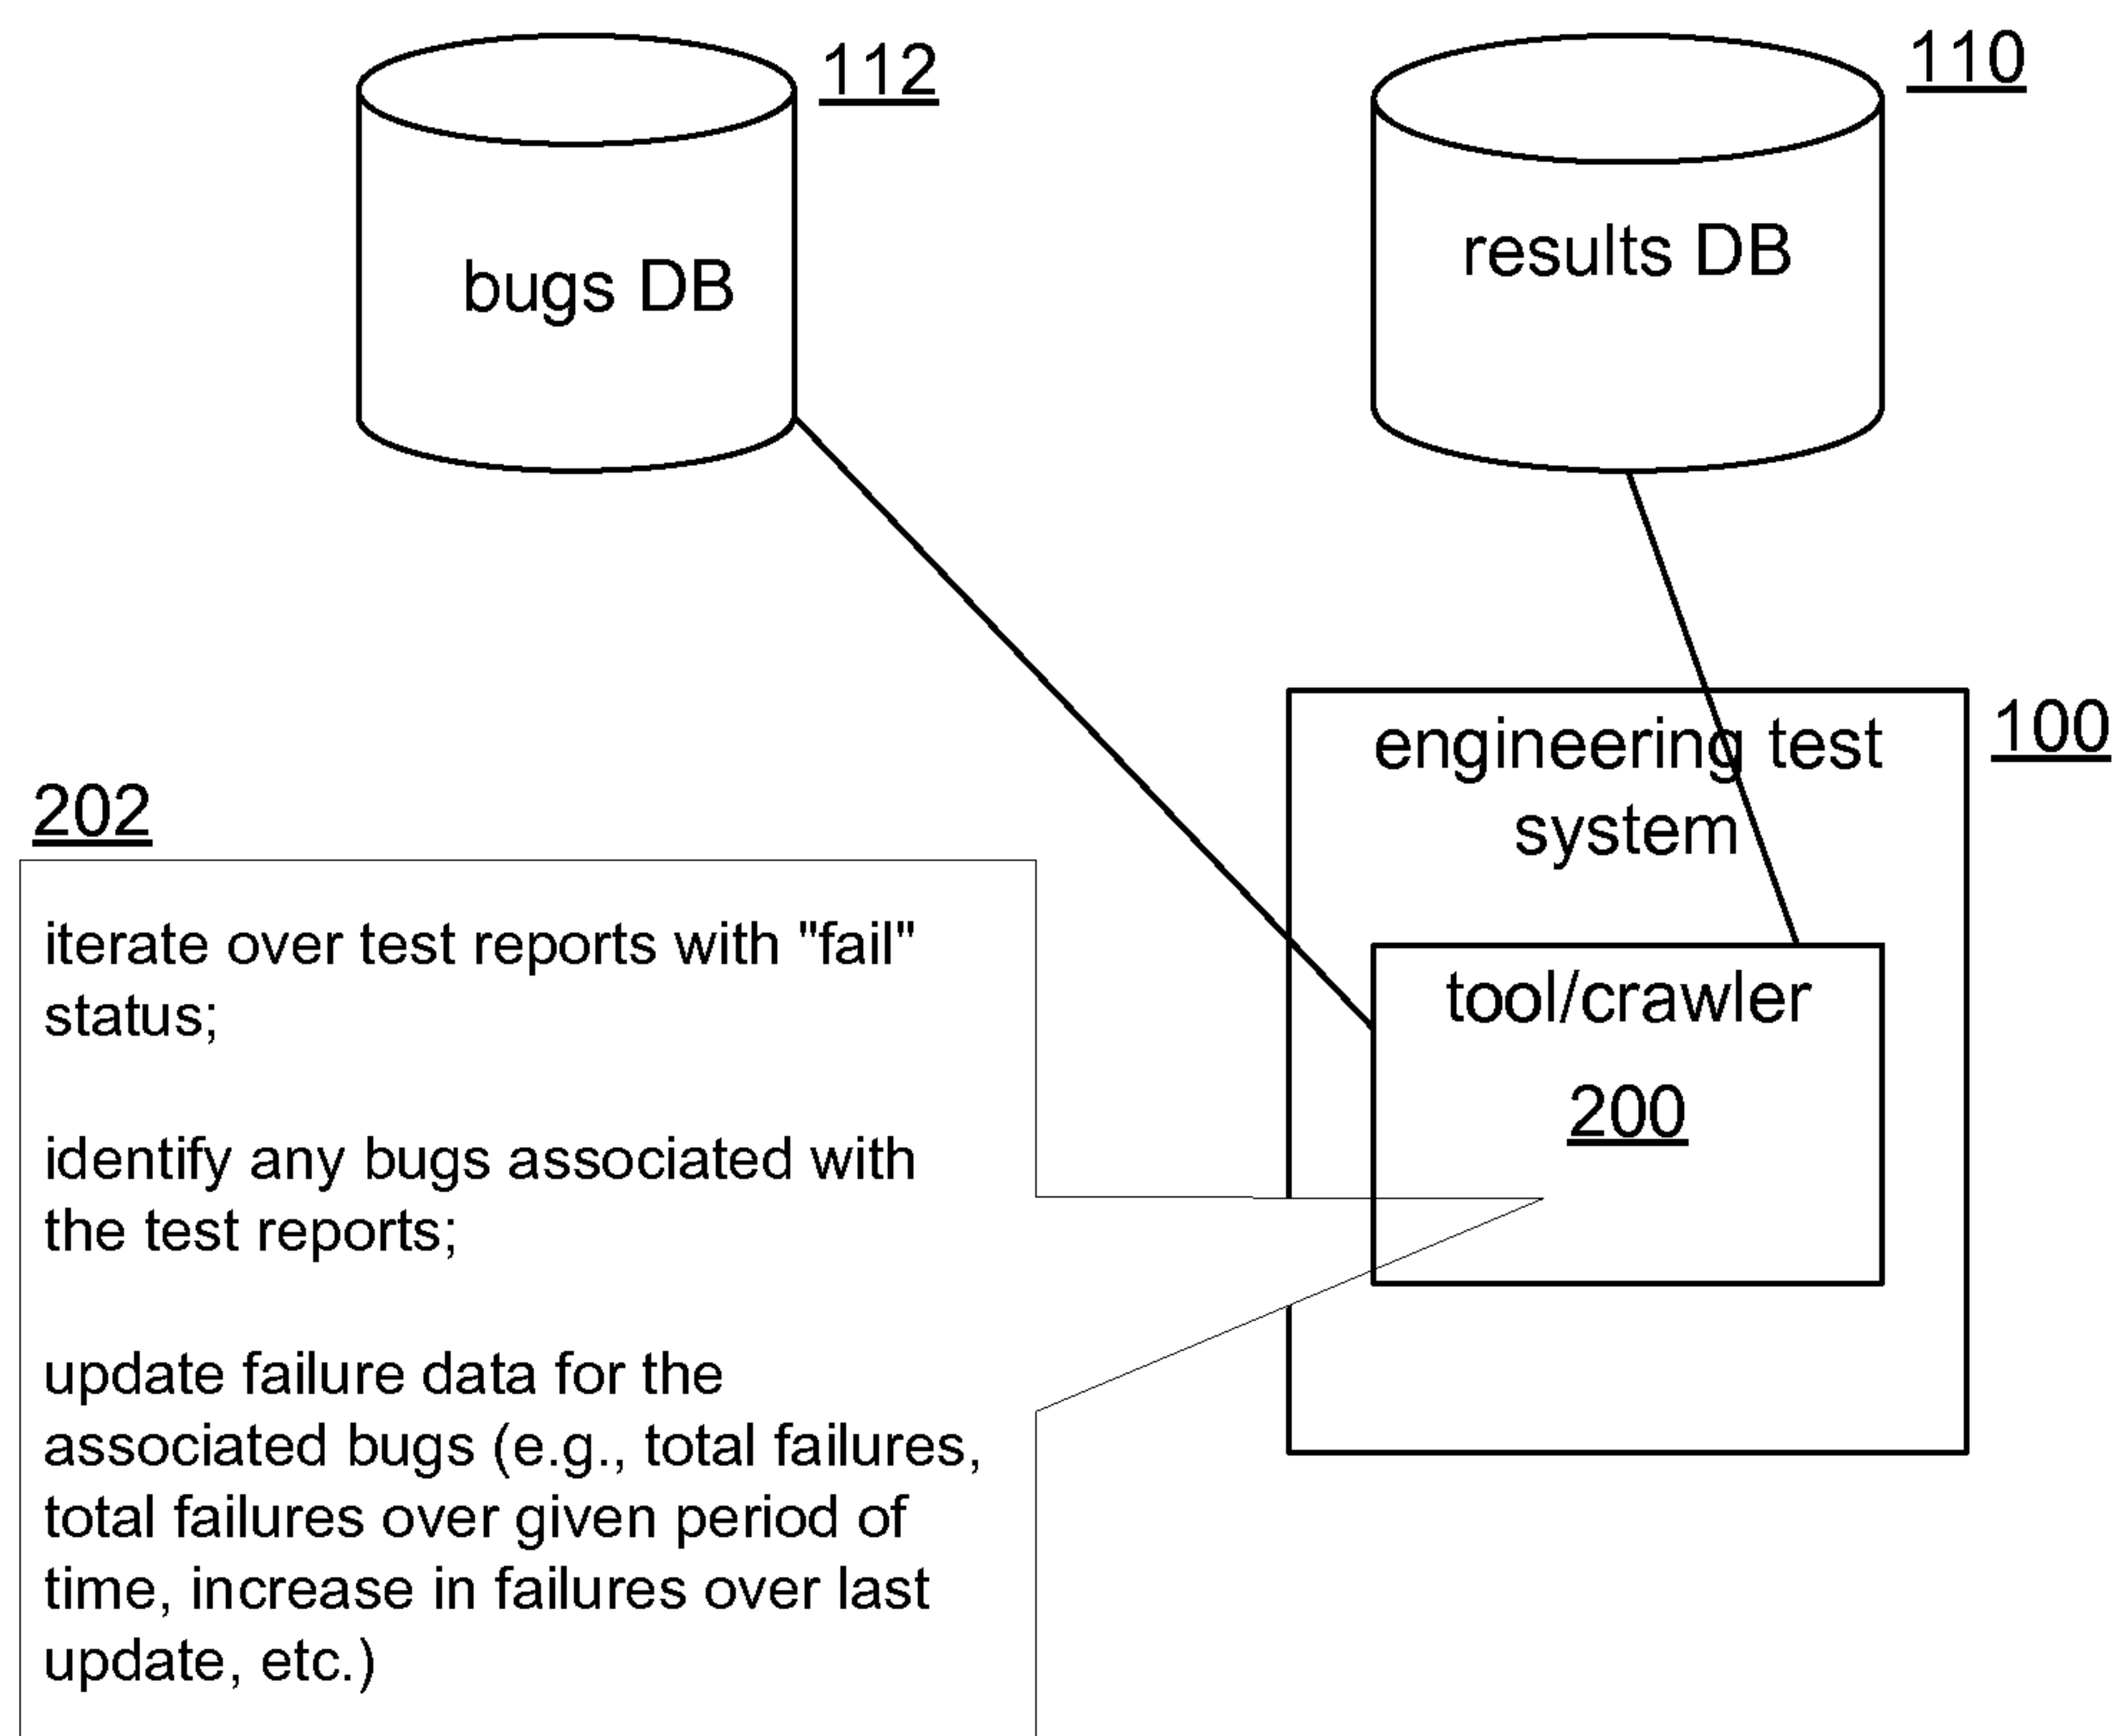 112
110
bugs DB
results DB
100
engineering test
system
202
iterate over test reports with "fail"
status;
identify any bugs associated with
the test reports;
update failure data for the
associated bugs (e.g., total failures,
total failures over given period of
time, increase in failures over last
update, etc.)
tool/crawler
200